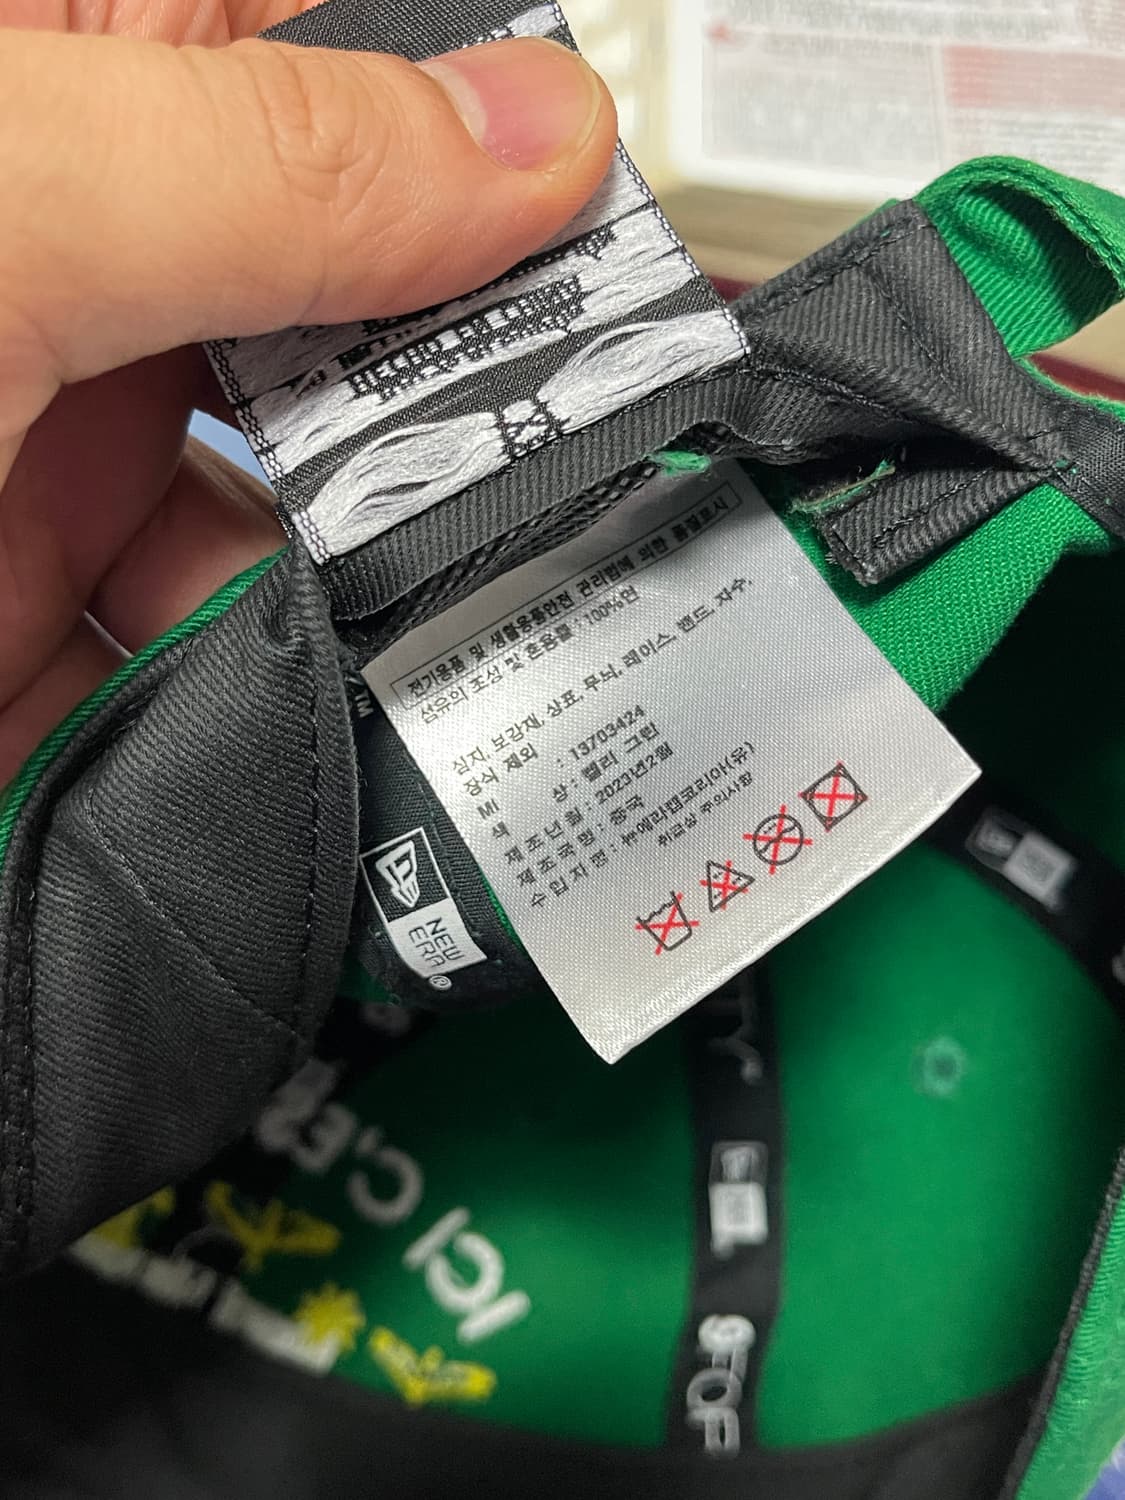 전기용품 및 생활용품안전 관리법에 의한 품질표시
섬유의 조성 및 혼용률 : 100%면
심지, 보강재, 상표, 무늬, 레이스, 밴드, 자수,
장식 제외
MI : 13703424
색 상 : 켈리 그린
제 조 년 월 : 2023년2월
제 조 국 명 : 중국
수 입 자 명 : 뉴에라캡코리아(유)
취급상 주의사항
NEW
ERA®
STOP